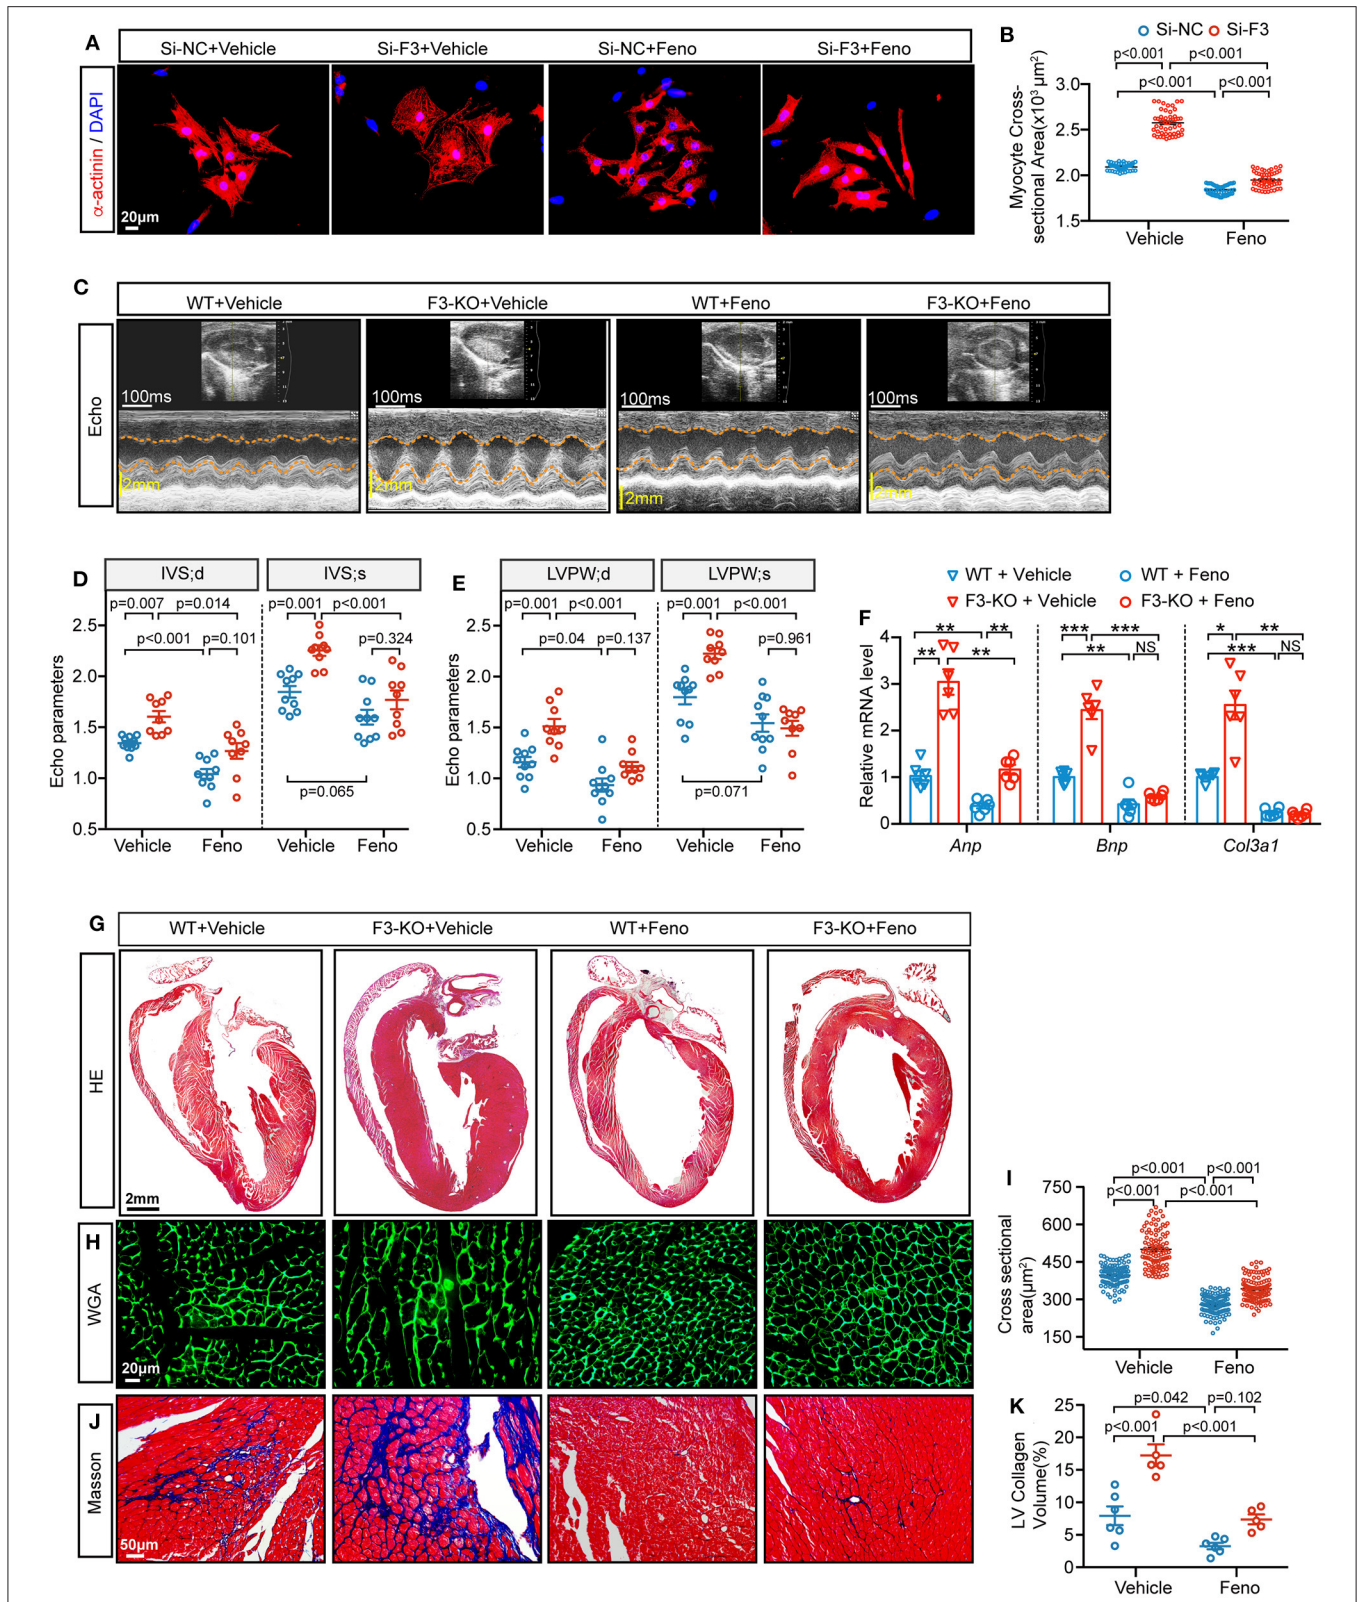 A
Si-NC+Vehicle
Si-F3+Vehicle
Si-NC+Feno
Si-F3+Feno
α-actinin / DAPI
20μm
B
Si-NC Si-F3
p<0.001 p<0.001
p<0.001 p<0.001
Myocyte Cross-
sectional Area(x10³ μm²)
3.0
2.5
2.0
1.5
Vehicle Feno
C
WT+Vehicle
F3-KO+Vehicle
WT+Feno
F3-KO+Feno
Echo
100ms
100ms
100ms
100ms
2mm
2mm
2mm
2mm
D
IVS;d
IVS;s
p=0.007 p=0.014
p=0.001 p<0.001
p<0.001 p=0.101
p=0.324
p=0.065
Echo parameters
2.5
2.0
1.5
1.0
0.5
Vehicle Feno Vehicle Feno
E
LVPW;d
LVPW;s
p=0.001 p<0.001
p=0.001 p<0.001
p=0.04 p=0.137
p=0.961
p=0.071
Echo parameters
2.5
2.0
1.5
1.0
0.5
Vehicle Feno Vehicle Feno
F
WT + Vehicle WT + Feno
F3-KO + Vehicle F3-KO + Feno
** ** *** *** * **
** ** ** NS *** NS
Relative mRNA level
4
3
2
1
0
Anp Bnp Col3a1
G
WT+Vehicle
F3-KO+Vehicle
WT+Feno
F3-KO+Feno
HE
2mm
H
WGA
20μm
I
p<0.001 p<0.001
p<0.001 p<0.001
Cross sectional
area(μm²)
750
600
450
300
150
Vehicle Feno
J
Masson
50μm
K
p=0.042 p=0.102
p<0.001 p<0.001
LV Collagen
Volume(%)
25
20
15
10
5
0
Vehicle Feno